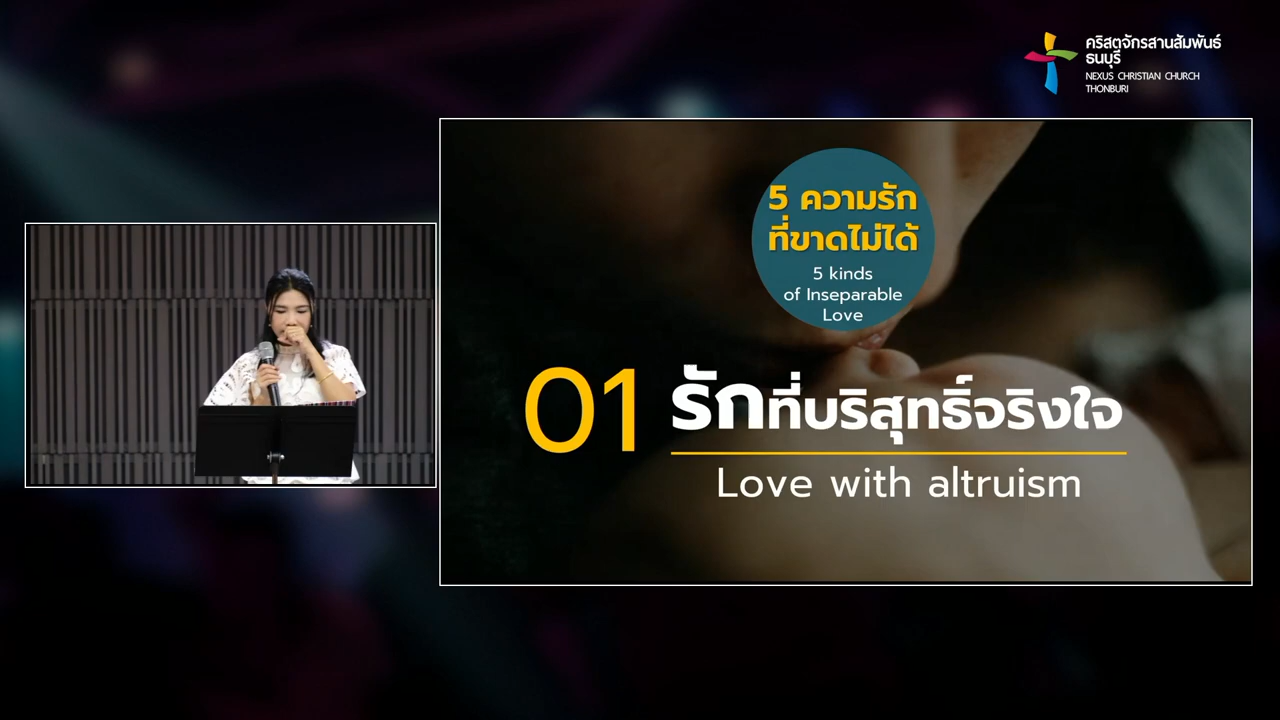 คริสตจักรสานสัมพันธ์
ธนบุรี
NEXUS CHRISTIAN CHURCH
THONBURI
5 ความรัก
ที่ขาดไม่ได้
5 kinds
of Inseparable
Love
01 รักที่บริสุทธิ์จริงใจ
Love with altruism